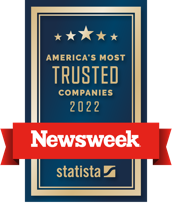 AMERICA'S MOST
TRUSTED
COMPANIES
2022
Newsweek
statista